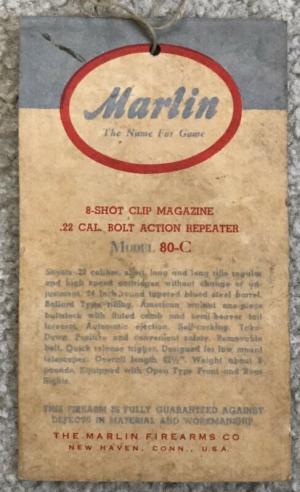 Marlin
The Name For Game
8-SHOT CLIP MAGAZINE
.22 CAL. BOLT ACTION REPEATER
MODEL 80-C
Shoots .22 caliber, short, long and long rifle regular
and high speed cartridges without change or ad-
justment. 24 inch round tapered blued steel barrel.
Ballard Type rifling. American walnut one-piece
buttstock with fluted comb and semi-beaver tail
forearm. Automatic ejection. Self-cocking. Take-
Down. Positive and convenient safety. Removable
bolt. Quick release trigger. Designed for low mount
telescopes. Overall length Weight about
pounds. Equipped with Open Type Front and Rear
Sights.
THIS FIREARM IS FULLY GUARANTEED AGAINST
DEFECTS IN MATERIAL AND WORKMANSHIP
THE MARLIN FIREARMS CO
NEW HAVEN, CONN., U.S.A.